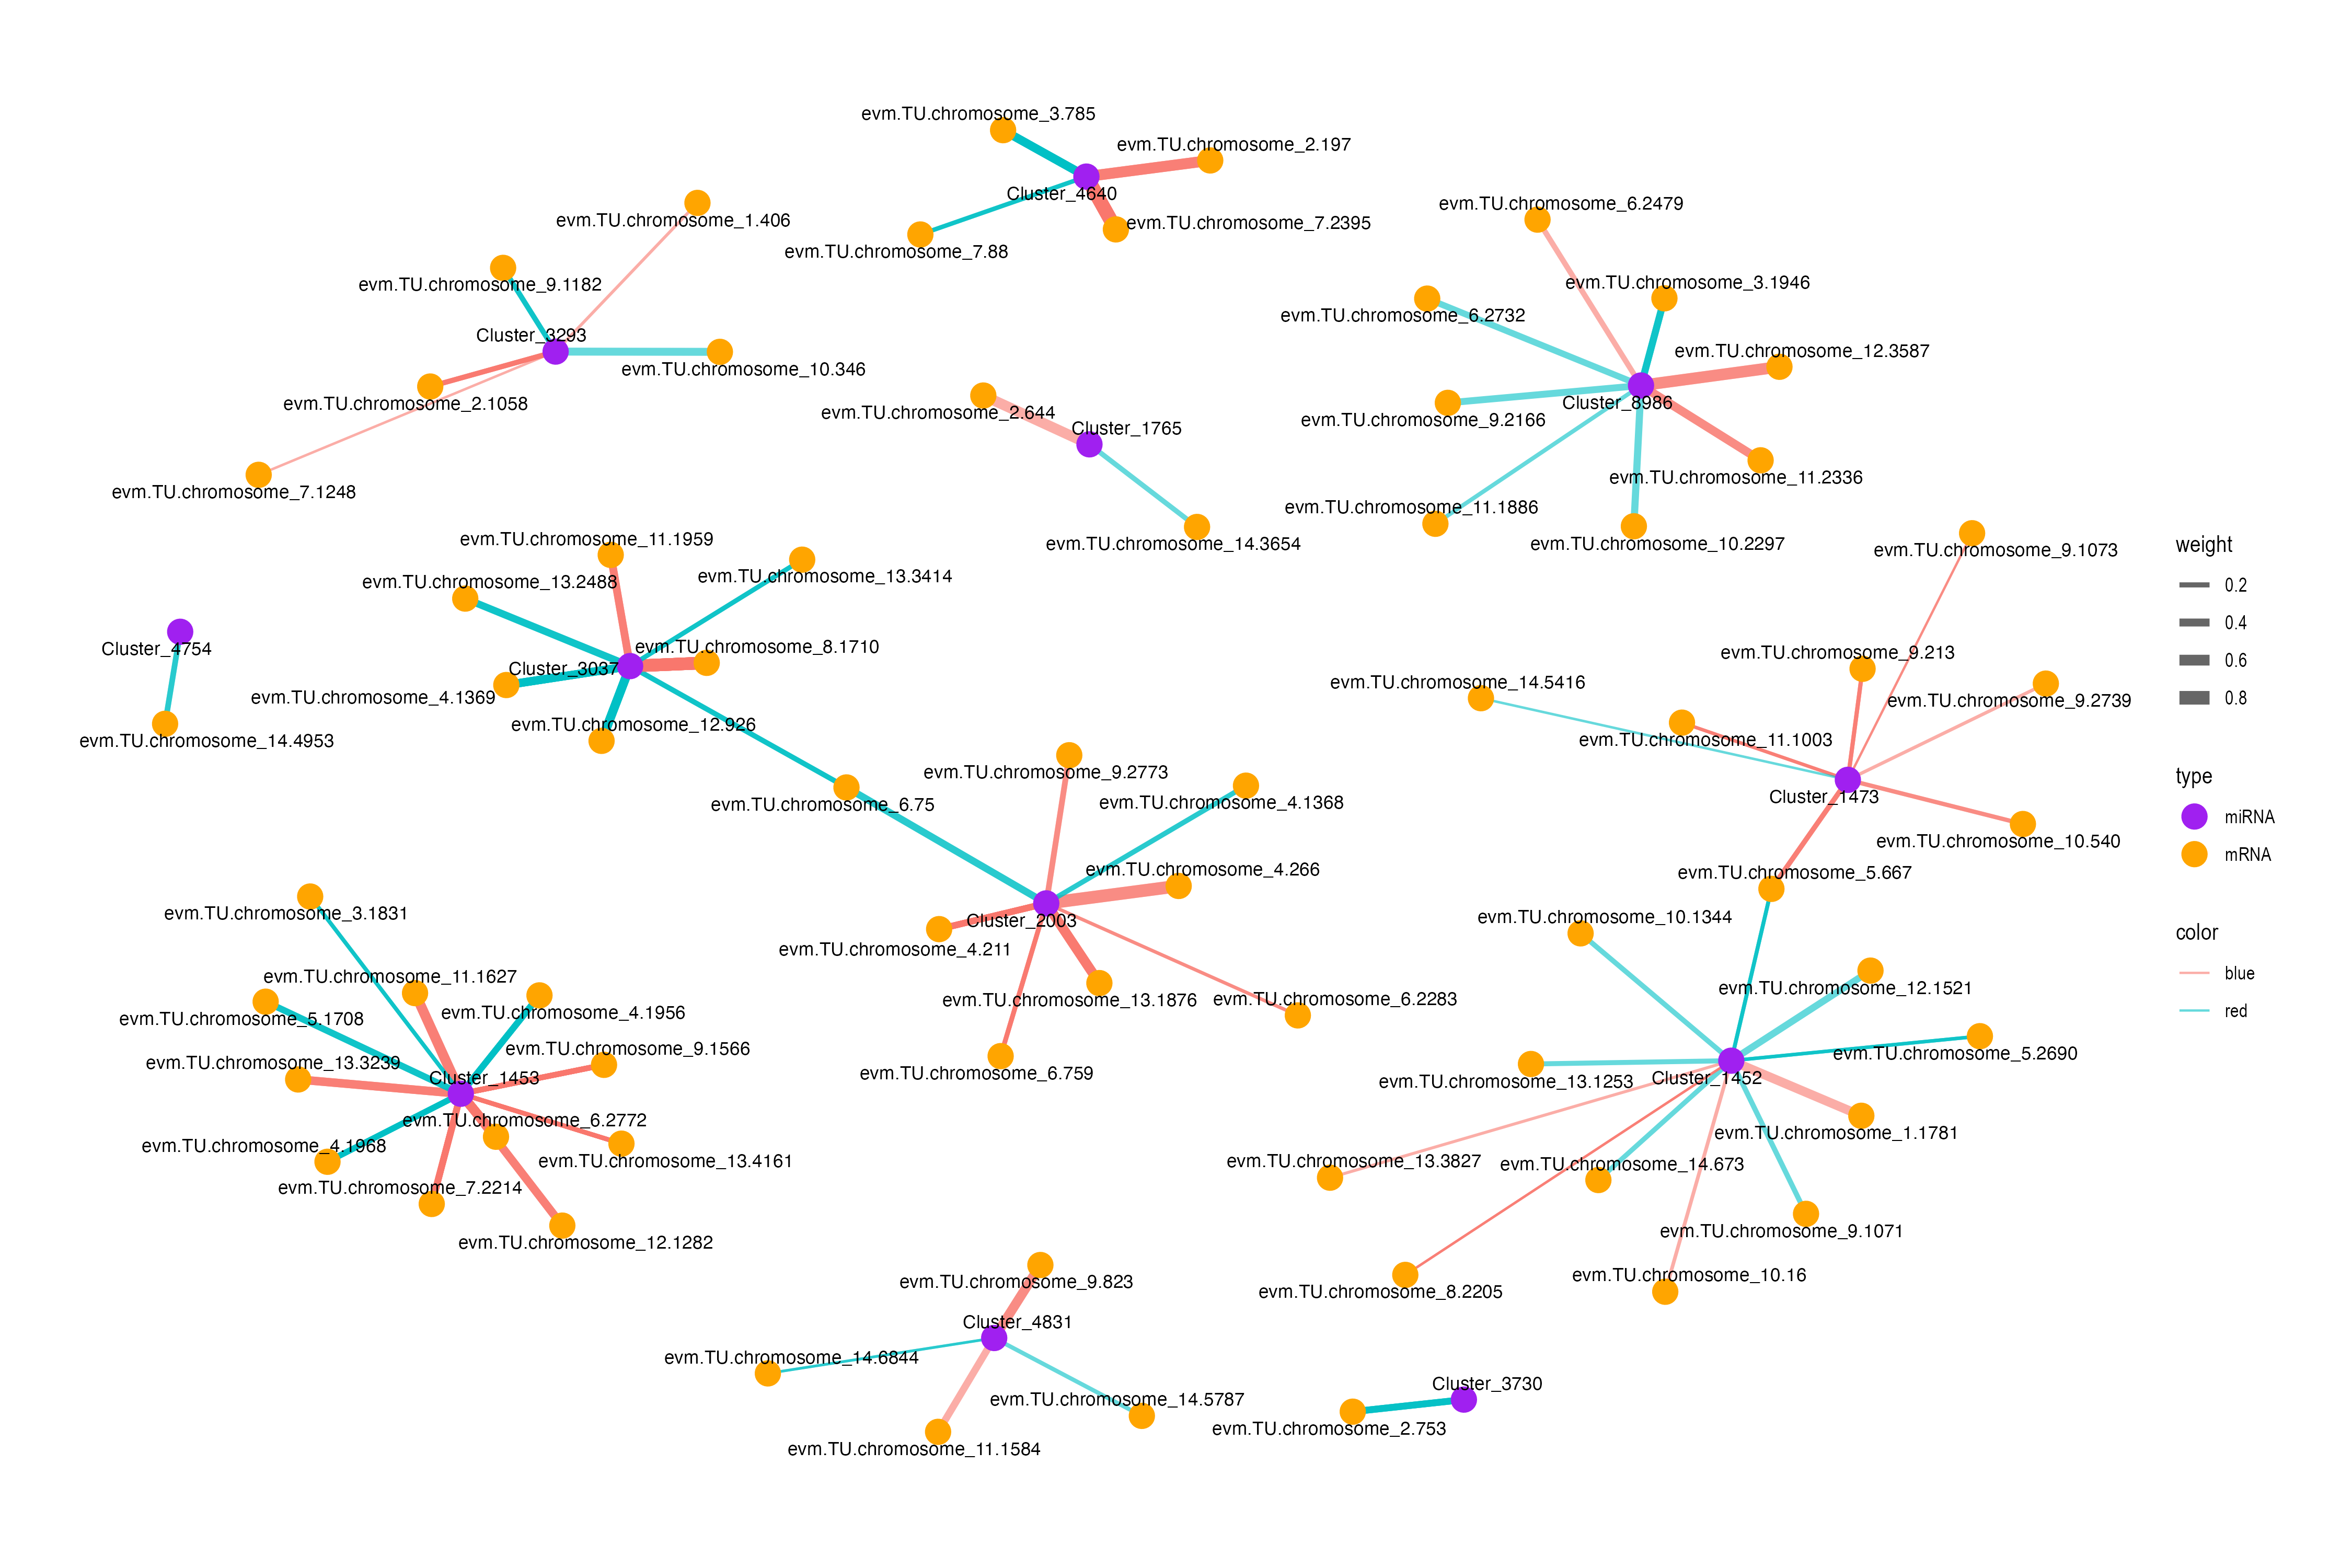 evm.TU.chromosome_3.785
evm.TU.chromosome_2.197
Cluster_4640
evm.TU.chromosome_7.2395
evm.TU.chromosome_7.88
evm.TU.chromosome_1.406
evm.TU.chromosome_9.1182
Cluster_3293
evm.TU.chromosome_10.346
evm.TU.chromosome_2.1058
evm.TU.chromosome_7.1248
evm.TU.chromosome_2.644
Cluster_1765
evm.TU.chromosome_14.3654
evm.TU.chromosome_6.2479
evm.TU.chromosome_3.1946
evm.TU.chromosome_6.2732
evm.TU.chromosome_12.3587
Cluster_8986
evm.TU.chromosome_9.2166
evm.TU.chromosome_11.2336
evm.TU.chromosome_11.1886
evm.TU.chromosome_10.2297
evm.TU.chromosome_11.1959
evm.TU.chromosome_13.2488
evm.TU.chromosome_13.3414
evm.TU.chromosome_8.1710
Cluster_3037
evm.TU.chromosome_4.1369
evm.TU.chromosome_12.926
Cluster_4754
evm.TU.chromosome_14.4953
evm.TU.chromosome_6.75
evm.TU.chromosome_9.2773
evm.TU.chromosome_4.1368
evm.TU.chromosome_4.266
Cluster_2003
evm.TU.chromosome_4.211
evm.TU.chromosome_13.1876
evm.TU.chromosome_6.2283
evm.TU.chromosome_6.759
evm.TU.chromosome_9.1073
evm.TU.chromosome_9.213
evm.TU.chromosome_14.5416
evm.TU.chromosome_9.2739
evm.TU.chromosome_11.1003
Cluster_1473
evm.TU.chromosome_10.540
evm.TU.chromosome_5.667
evm.TU.chromosome_10.1344
evm.TU.chromosome_12.1521
evm.TU.chromosome_5.2690
evm.TU.chromosome_13.1253
Cluster_1452
evm.TU.chromosome_1.1781
evm.TU.chromosome_13.3827
evm.TU.chromosome_14.673
evm.TU.chromosome_9.1071
evm.TU.chromosome_10.16
evm.TU.chromosome_8.2205
evm.TU.chromosome_3.1831
evm.TU.chromosome_11.1627
evm.TU.chromosome_4.1956
evm.TU.chromosome_5.1708
evm.TU.chromosome_9.1566
evm.TU.chromosome_13.3239
Cluster_1453
evm.TU.chromosome_6.2772
evm.TU.chromosome_4.1968
evm.TU.chromosome_13.4161
evm.TU.chromosome_7.2214
evm.TU.chromosome_12.1282
evm.TU.chromosome_9.823
Cluster_4831
evm.TU.chromosome_14.6844
evm.TU.chromosome_14.5787
evm.TU.chromosome_11.1584
Cluster_3730
evm.TU.chromosome_2.753
weight
0.2
0.4
0.6
0.8
type
miRNA
mRNA
color
blue
red